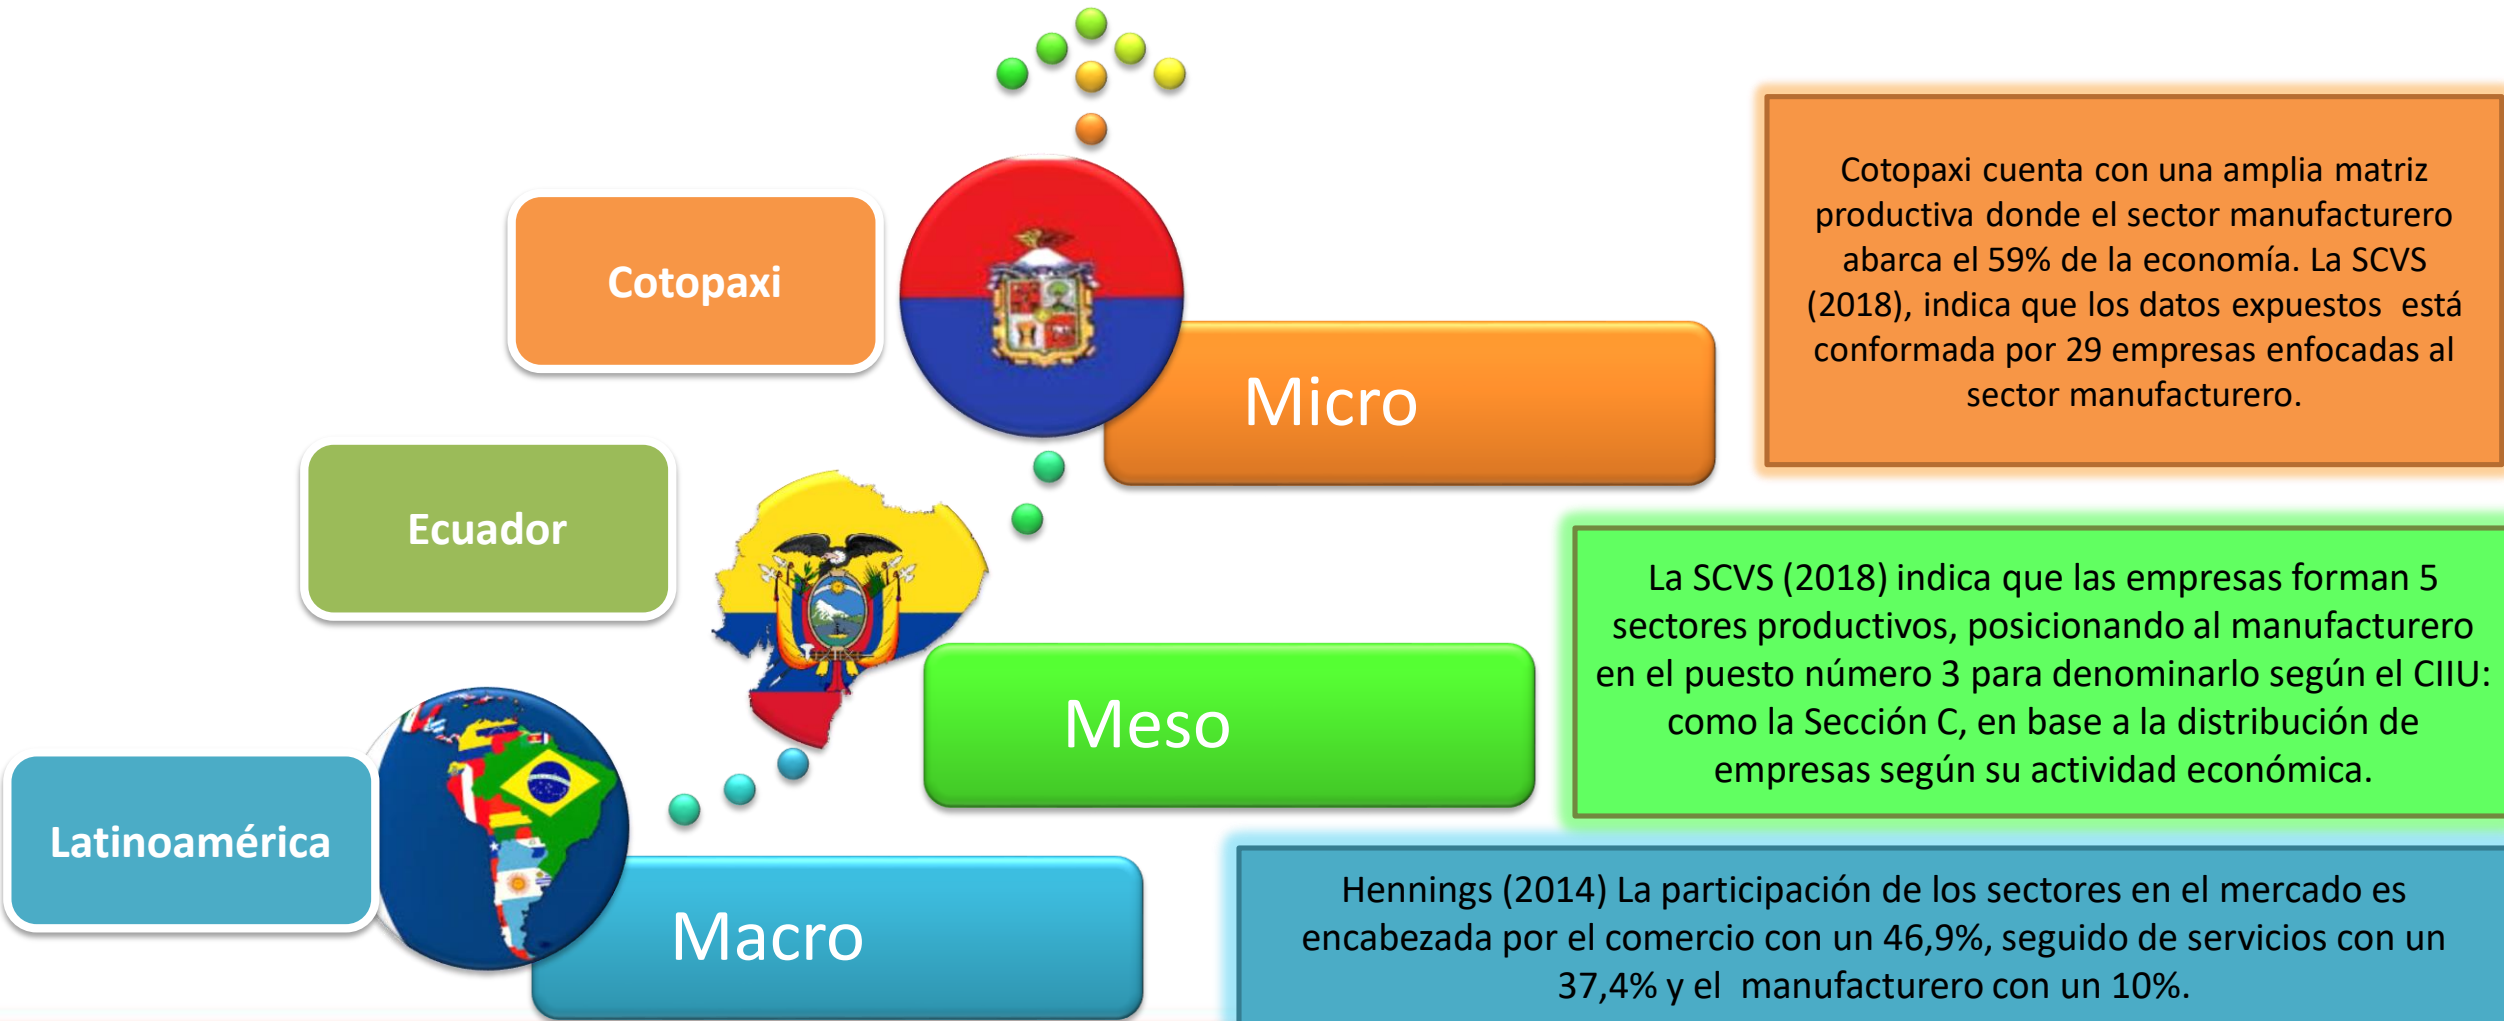 Cotopaxi
Micro
Cotopaxi cuenta con una amplia matriz
productiva donde el sector manufacturero
abarca el 59% de la economía. La SCVS
(2018), indica que los datos expuestos  está
conformada por 29 empresas enfocadas al
sector manufacturero.
Ecuador
Meso
La SCVS (2018) indica que las empresas forman 5
sectores productivos, posicionando al manufacturero
en el puesto número 3 para denominarlo según el CIIU:
como la Sección C, en base a la distribución de
empresas según su actividad económica.
Latinoamérica
Macro
Hennings (2014) La participación de los sectores en el mercado es
encabezada por el comercio con un 46,9%, seguido de servicios con un
37,4% y el  manufacturero con un 10%.